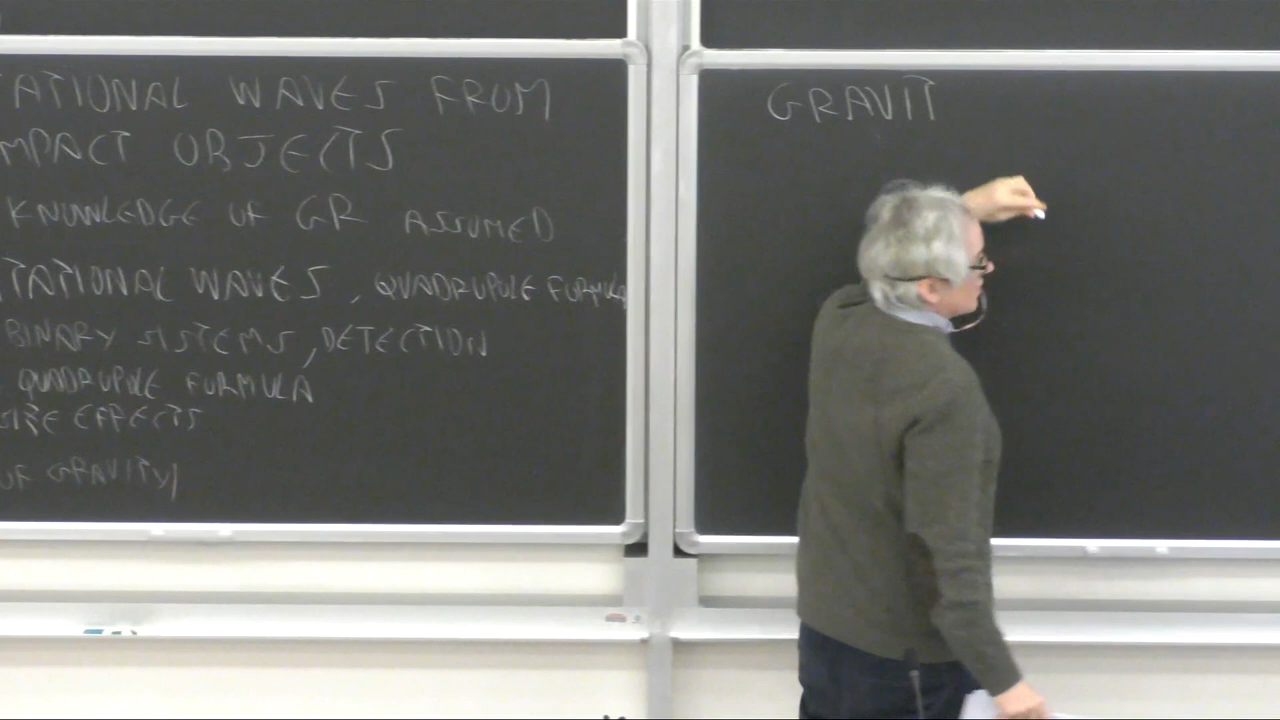 TATIONAL WAVES FROM
MPACT OBJECTS
KNOWLEDGE OF GR ASSUMED
TATIONAL WAVES, QUADRUPOLE FORMULA
BINARY SYSTEMS, DETECTION
QUADRUPOLE FORMULA
SIZE EFFECTS
OF GRAVITY)
GRAVIT